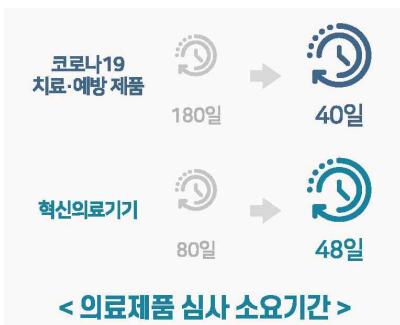 코로나19
치료·예방 제품
180일
40일
혁신의료기기
80일
48일
< 의료제품 심사 소요기간 >